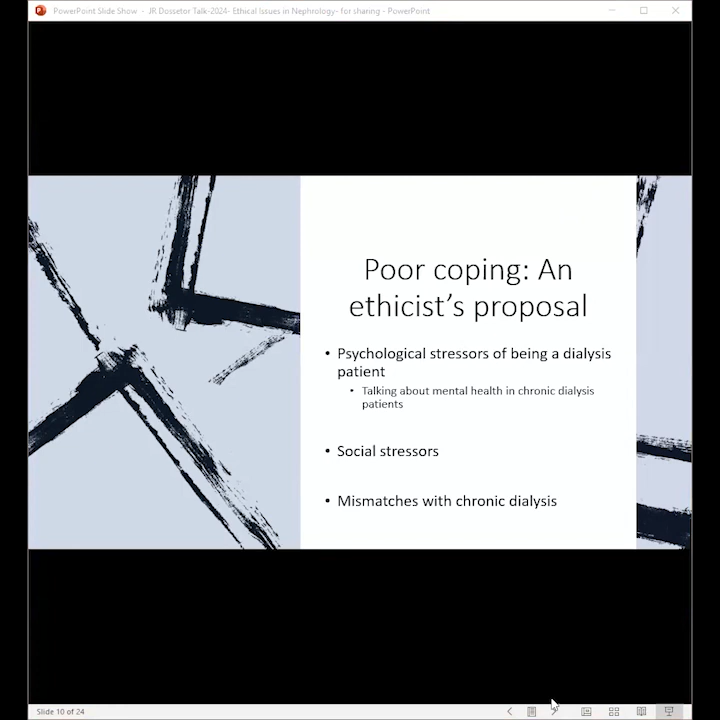 PowerPoint Slide Show - JR Dossetor Talk-2024- Ethical Issues in Nephrology- for sharing - PowerPoint
Poor coping: An
ethicist’s proposal
• Psychological stressors of being a dialysis
patient
• Talking about mental health in chronic dialysis
patients
• Social stressors
• Mismatches with chronic dialysis
Slide 10 of 24